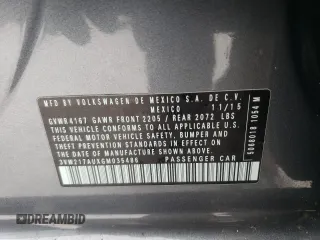 MFD BY VOLKSWAGEN DE MEXICO S.A. DE C.V.
MEXICO 11/15
GVWR 4167 GAWR FRONT 2205 / REAR 2072 LBS
THIS VEHICLE CONFORMS TO ALL APPLICABLE U.S.
FEDERAL MOTOR VEHICLE SAFETY, BUMPER AND
THEFT PREVENTION STANDARDS IN EFFECT ON
THE DATE OF MANUFACTURE SHOWN ABOVE.
PASSENGER CAR
DREAMBID